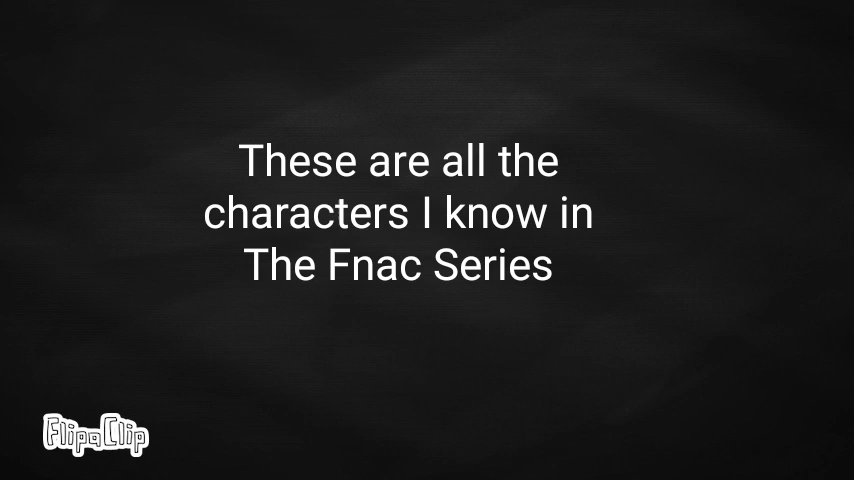 These are all the
characters I know in
The Fnac Series
FlipaClip